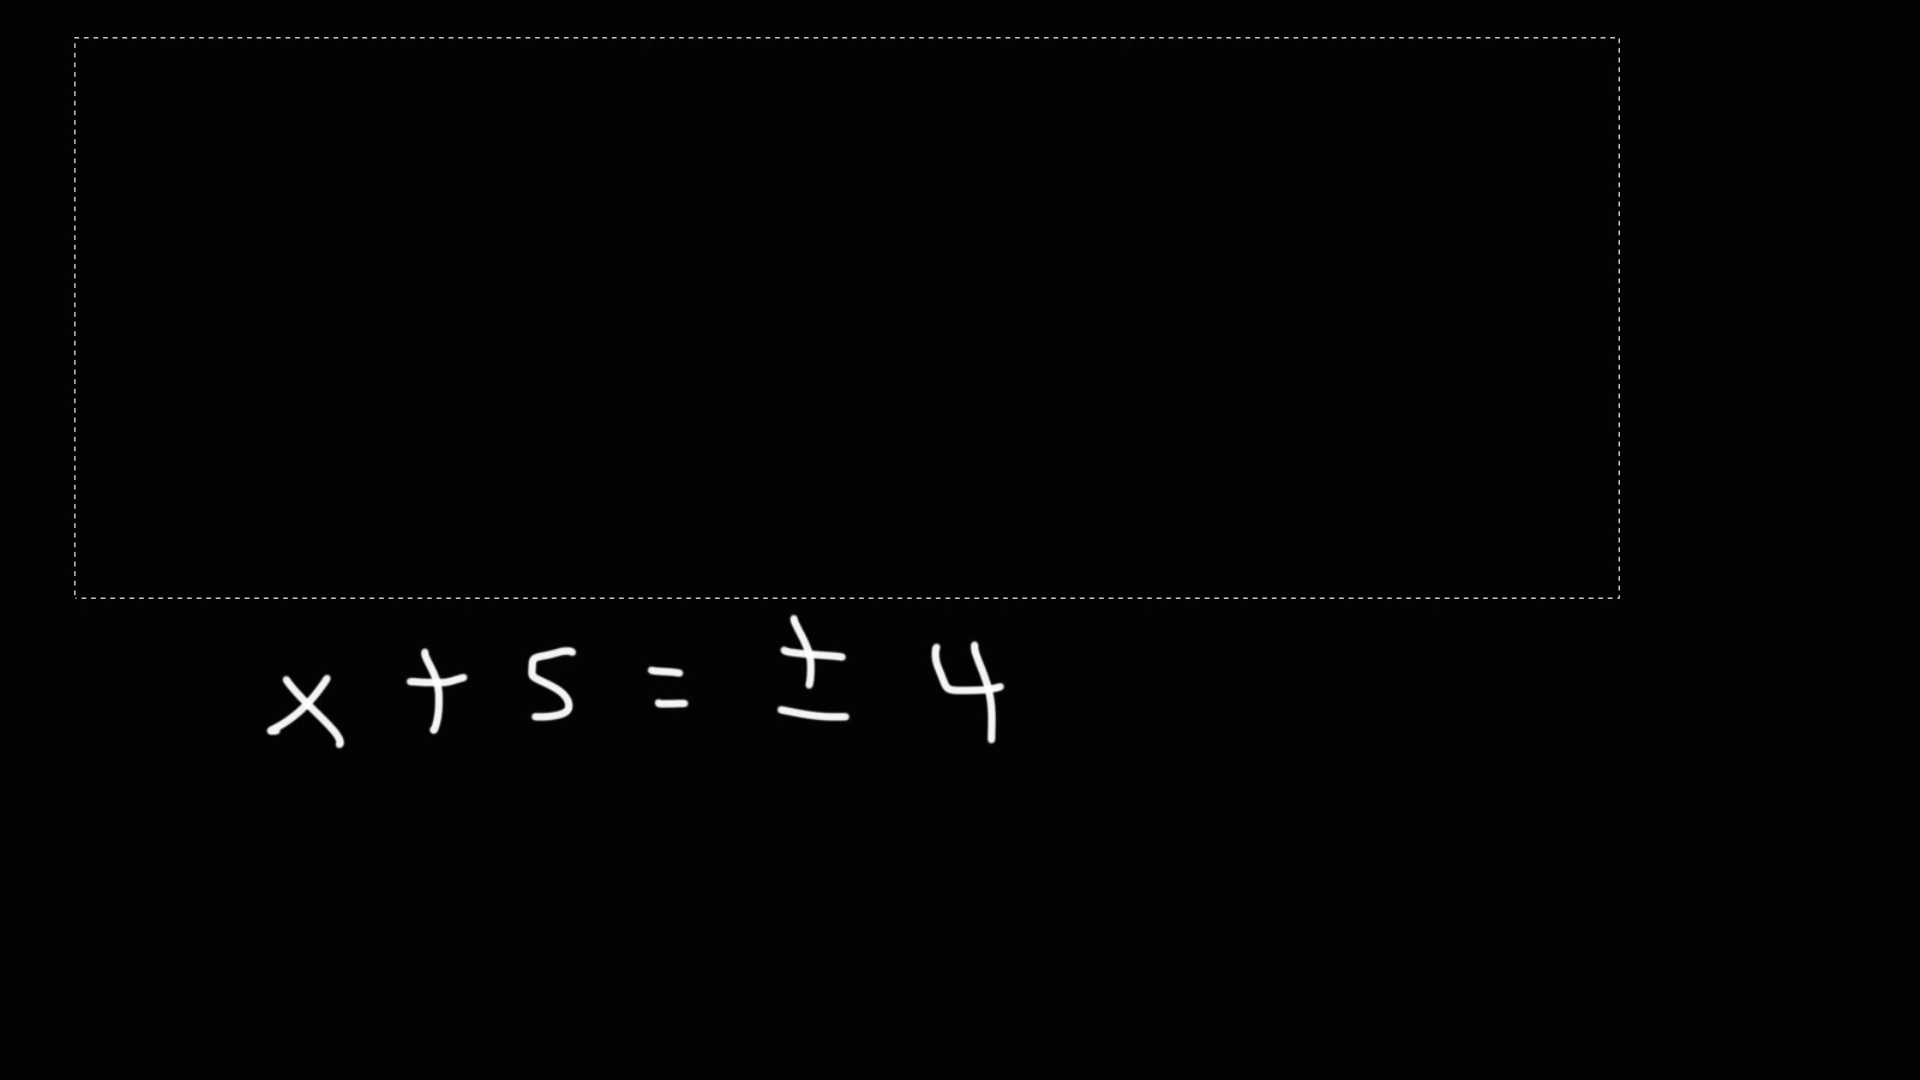 x + 5 = ± 4